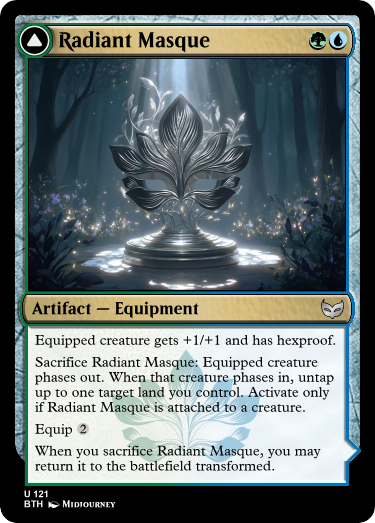 Radiant Masque
Artifact — Equipment
Equipped creature gets +1/+1 and has hexproof.
Sacrifice Radiant Masque: Equipped creature
phases out. When that creature phases in, untap
up to one target land you control. Activate only
if Radiant Masque is attached to a creature.
Equip 2
When you sacrifice Radiant Masque, you may
return it to the battlefield transformed.
U 121
BTH Midjourney